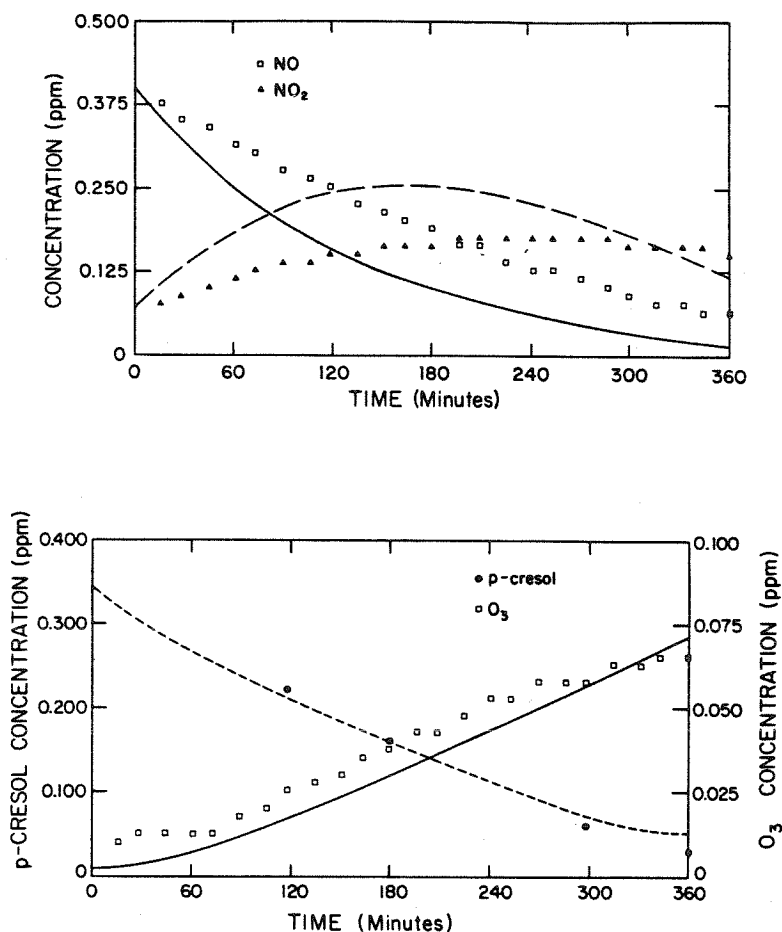 0.500
0.375
0.250
0.125
0
CONCENTRATION (ppm)
NO
NO2
0 60 120 180 240 300 360
TIME (Minutes)
0.400
0.300
0.200
0.100
0
p-CRESOL CONCENTRATION (ppm)
p-cresol
O3
0.100
0.075
0.050
0.025
0
O3 CONCENTRATION (ppm)
0 60 120 180 240 300 360
TIME (Minutes)